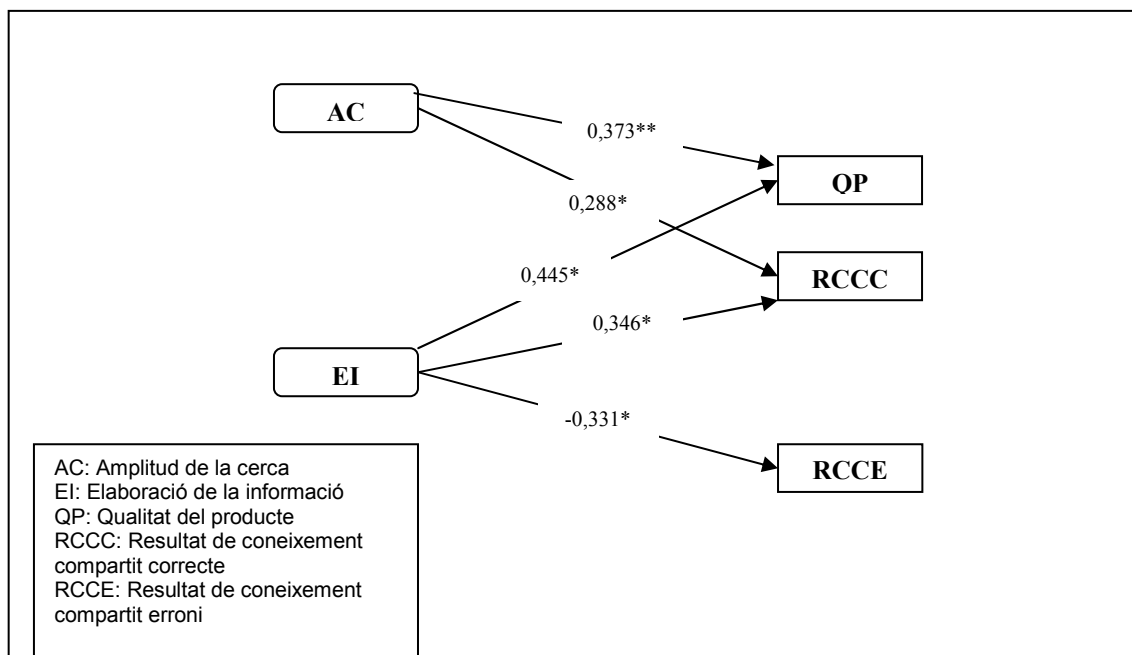 AC
0,373**
QP
0,288*
RCCC
0,445*
0,346*
EI
-0,331*
RCCE
AC: Amplitud de la cerca
EI: Elaboració de la informació
QP: Qualitat del producte
RCCC: Resultat de coneixement
compartit correcte
RCCE: Resultat de coneixement
compartit erroni